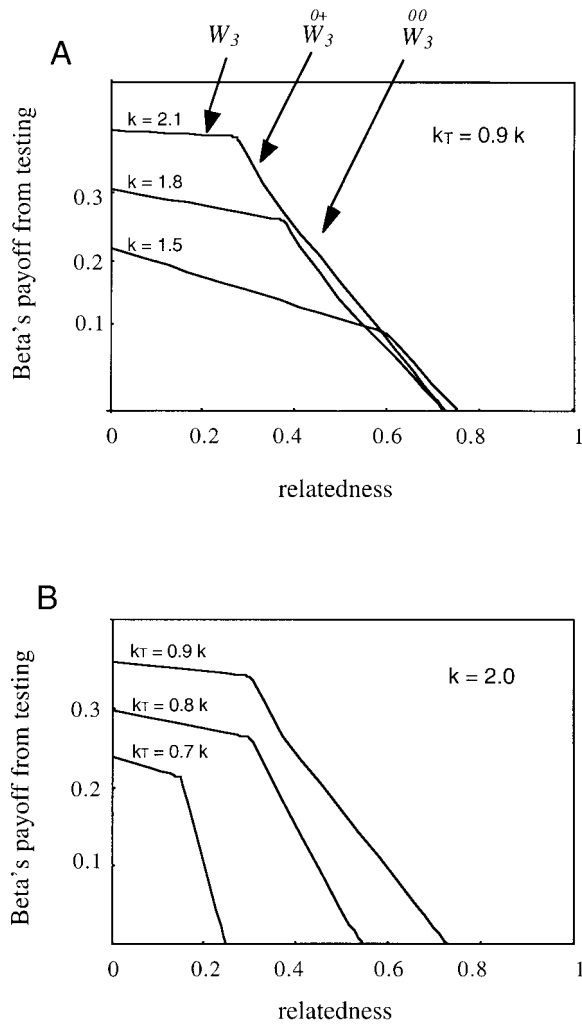 A
W3
0+
W3
00
W3
k = 2.1
kT = 0.9 k
k = 1.8
k = 1.5
0.3
0.2
0.1
Beta's payoff from testing
0 0.2 0.4 0.6 0.8 1
relatedness
B
kT = 0.9 k
k = 2.0
kT = 0.8 k
kT = 0.7 k
0.3
0.2
0.1
Beta's payoff from testing
0 0.2 0.4 0.6 0.8 1
relatedness